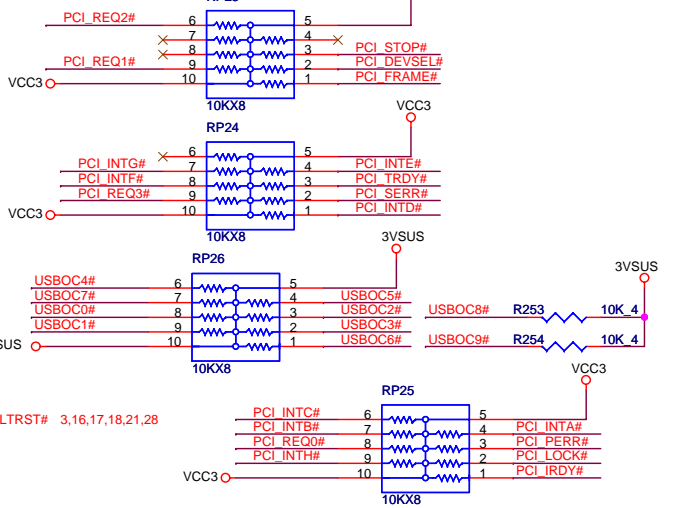 PCI_REQ2# 6 5
7 4
8 3 PCI_STOP#
PCI_REQ1# 9 2 PCI_DEVSEL#
VCC3 10 1 PCI_FRAME#
10KX8
VCC3
RP24
6 5
PCI_INTG# 7 4 PCI_INTE#
PCI_INTF# 8 3 PCI_TRDY#
PCI_REQ3# 9 2 PCI_SERR#
VCC3 10 1 PCI_INTD#
10KX8
3VSUS
RP26
3VSUS
USBOC4# 6 5
USBOC7# 7 4 USBOC5#
USBOC0# 8 3 USBOC2# USBOC8# R253 10K_4
USBOC1# 9 2 USBOC3#
SUS 10 1 USBOC6# USBOC9# R254 10K_4
10KX8
VCC3
RP25
LTRST# 3,16,17,18,21,28
PCI_INTC# 6 5
PCI_INTB# 7 4 PCI_INTA#
PCI_REQ0# 8 3 PCI_PERR#
PCI_INTH# 9 2 PCI_LOCK#
VCC3 10 1 PCI_IRDY#
10KX8